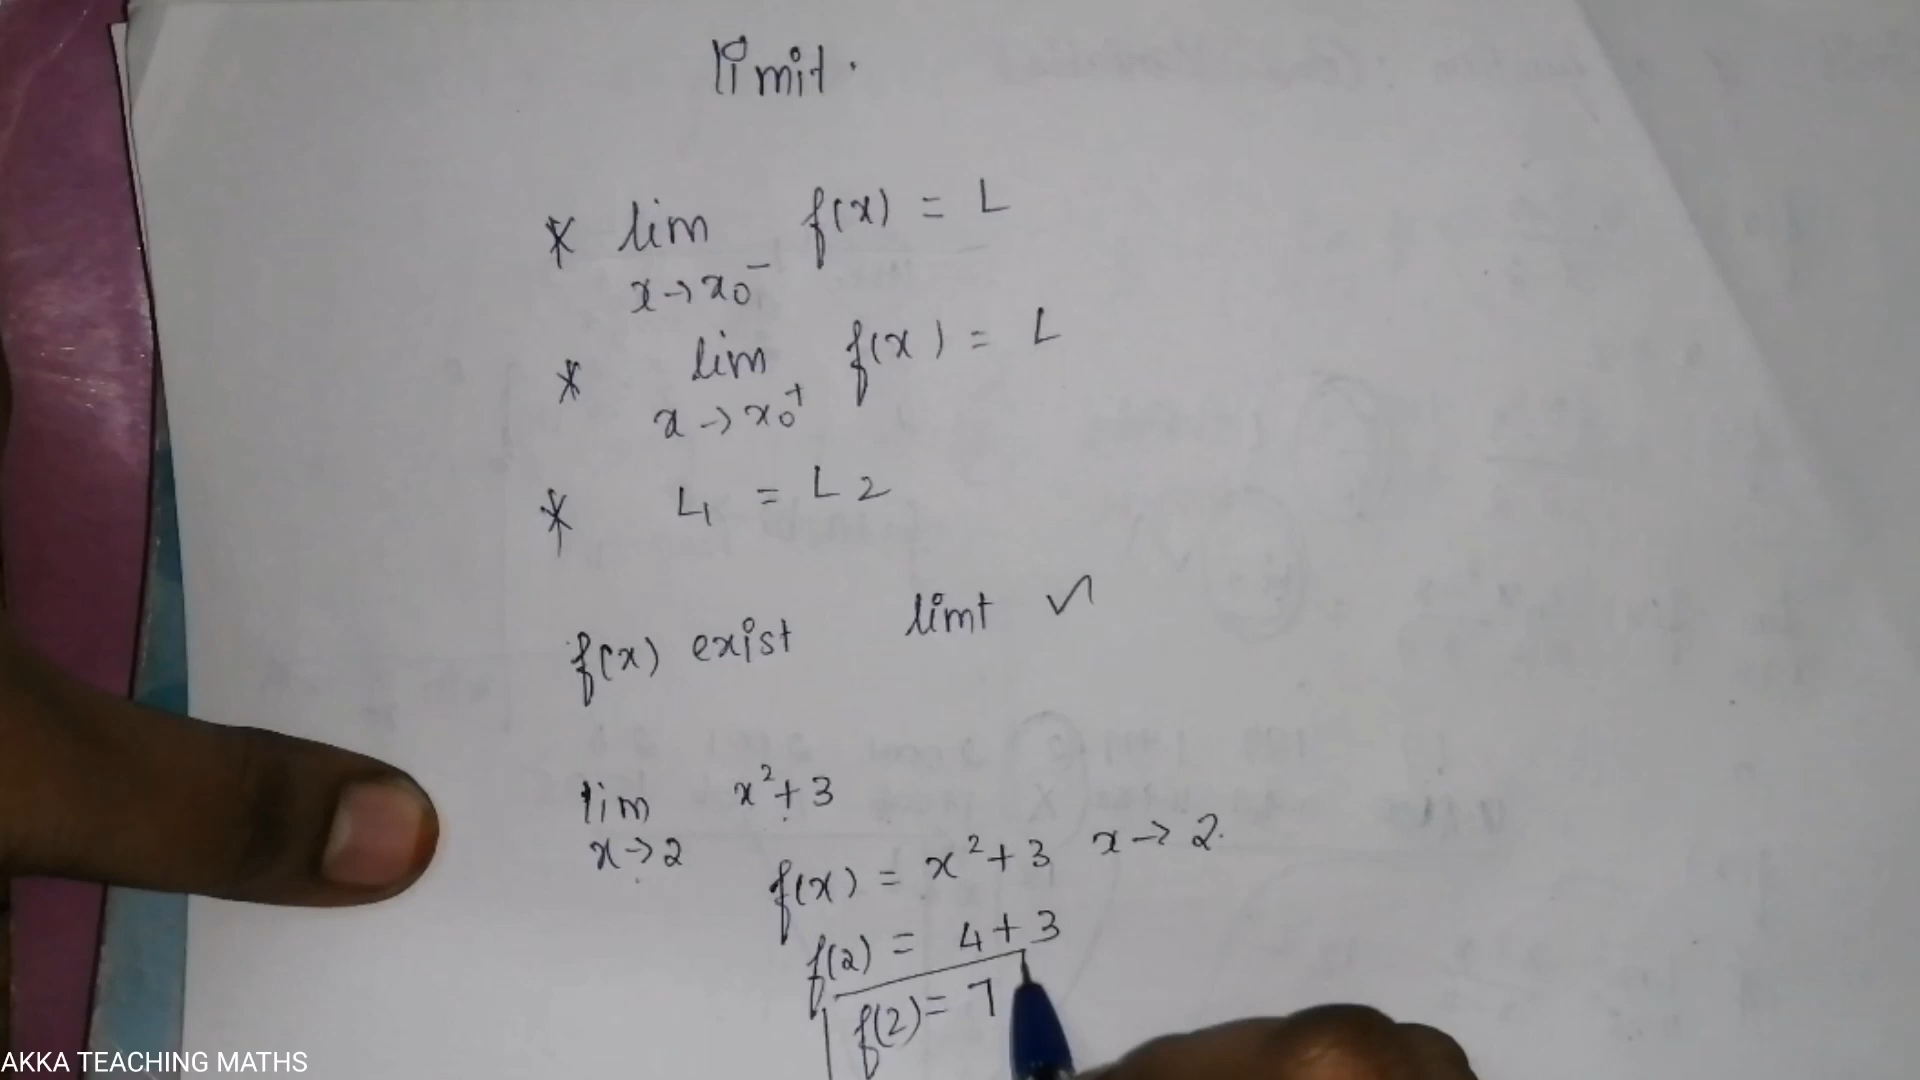 limit.
* lim f(x) = L
x→x₀⁻
* lim f(x) = L
x→x₀⁺
* L₁ = L₂
f(x) exist limt ✓
lim x²+3
x→2
f(x) = x²+3 x→2.
f(2) = 4+3
f(2) = 7
AKKA TEACHING MATHS